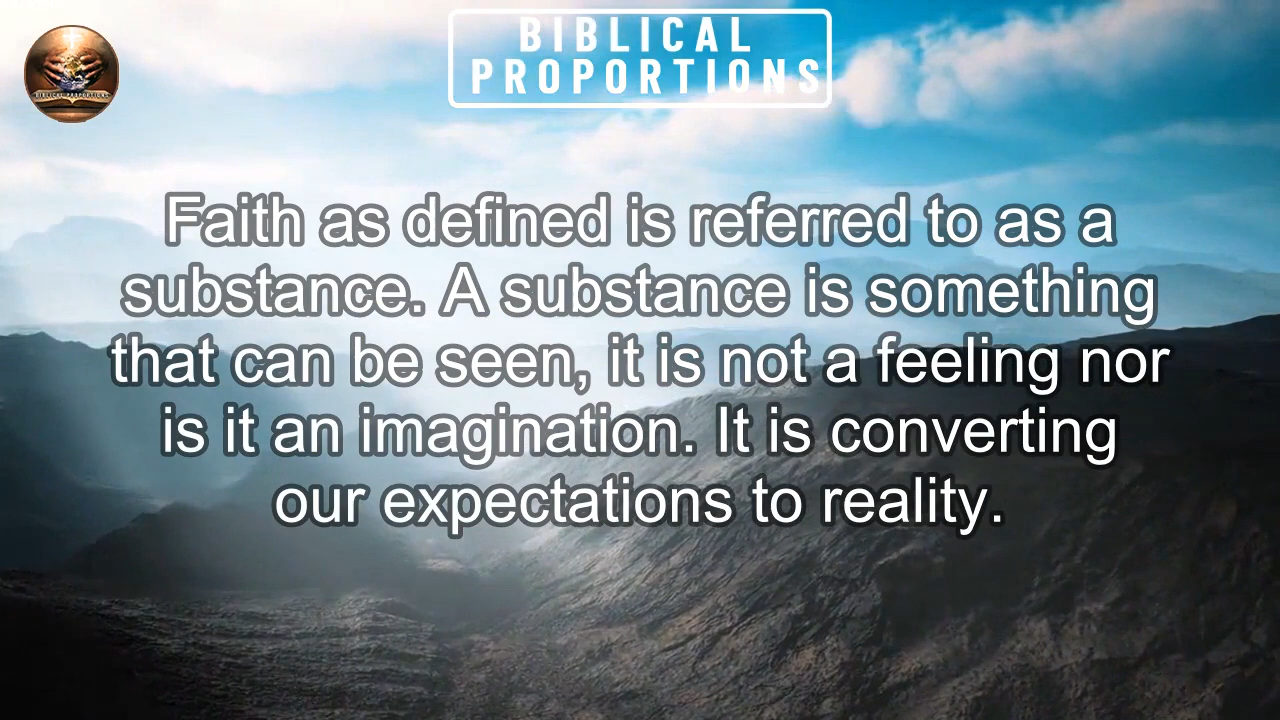 BIBLICAL
PROPORTIONS
Faith as defined is referred to as a
substance. A substance is something
that can be seen, it is not a feeling nor
is it an imagination. It is converting
our expectations to reality.